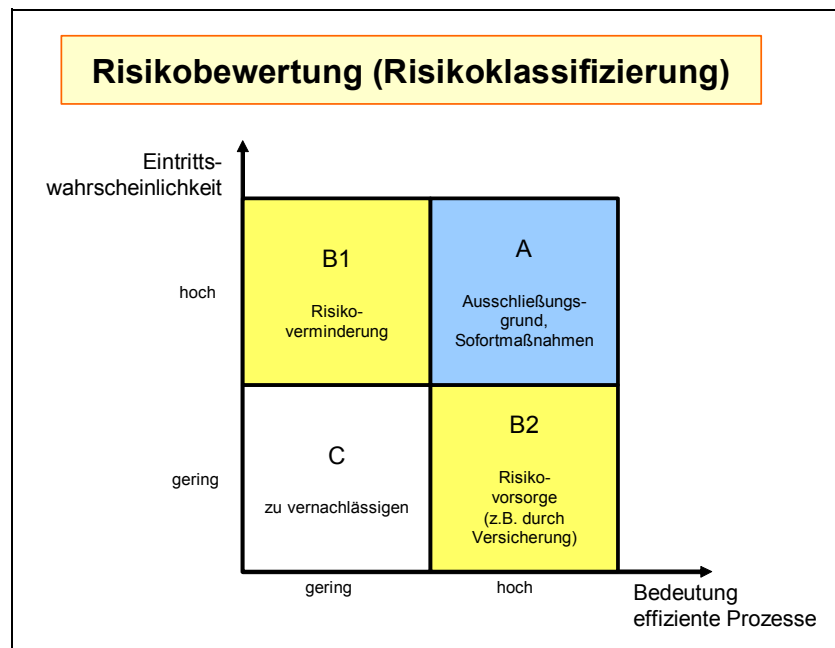 Risikobewertung (Risikoklassifizierung)
Eintritts-
wahrscheinlichkeit
hoch
B1
Risiko-
verminderung
A
Ausschließungs-
grund,
Sofortmaßnahmen
gering
C
zu vernachlässigen
B2
Risiko-
vorsorge
(z.B. durch
Versicherung)
gering
hoch
Bedeutung
effiziente Prozesse